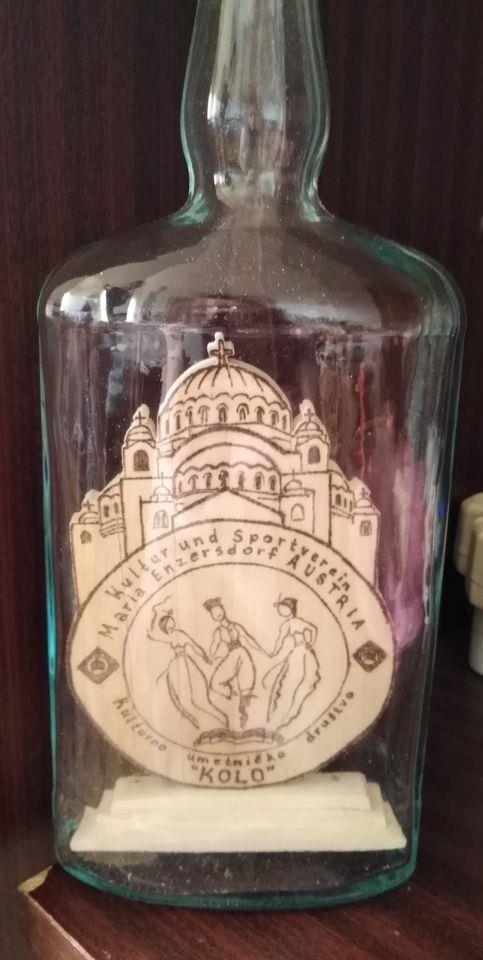 Kultur und Sportverein
Maria Enzersdorf AUSTRIA
Kulturno umetničko društvo
"KOLO"